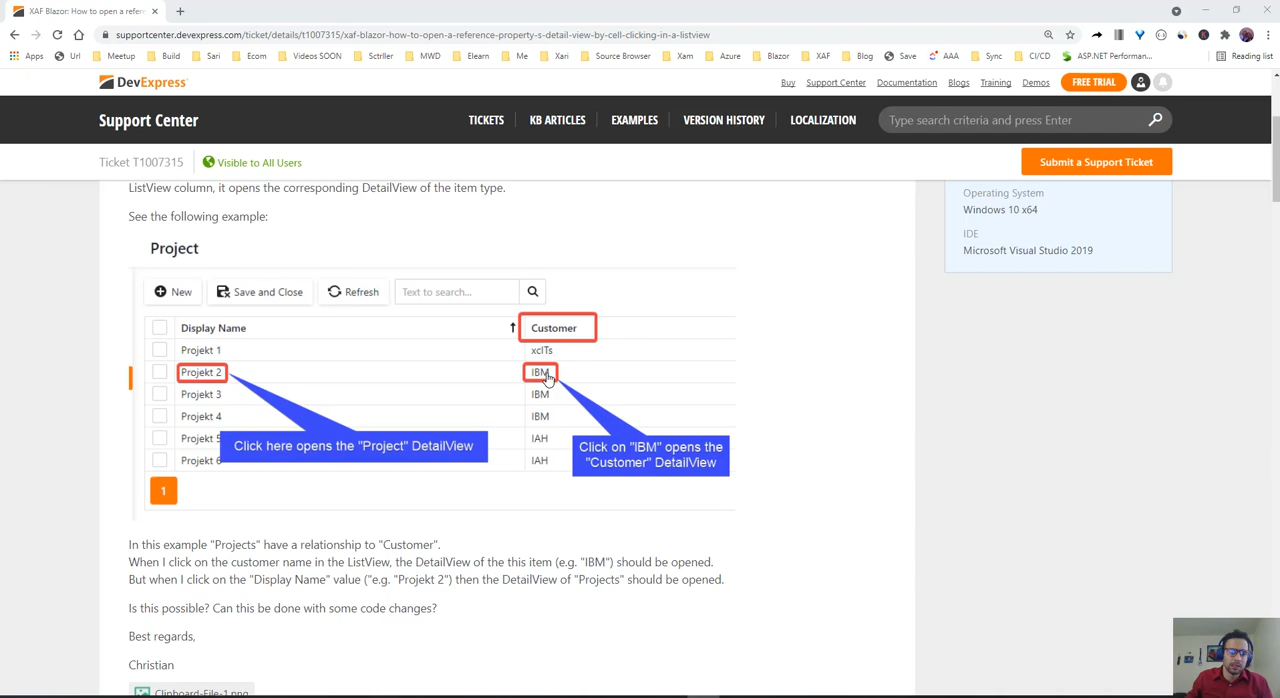 XAF Blazor: How to open a refere
supportcenter.devexpress.com/ticket/details/t1007315/xaf-blazor-how-to-open-a-reference-property-s-detail-view-by-cell-clicking-in-a-listview
Apps Url Meetup Build Sari Ecom Videos SOON Sctrller MWD Elearn Me Xari Source Browser Xam Azure Blazor XAF Blog Save AAA Sync CI/CD ASP.NET Performan... Reading list
DevExpress
Buy Support Center Documentation Blogs Training Demos FREE TRIAL
Support Center TICKETS KB ARTICLES EXAMPLES VERSION HISTORY LOCALIZATION Type search criteria and press Enter
Ticket T1007315 Visible to All Users Submit a Support Ticket
ListView column, it opens the corresponding DetailView of the item type.
Operating System
Windows 10 x64
IDE
Microsoft Visual Studio 2019
See the following example:
Project
New Save and Close Refresh Text to search...
Display Name Customer
Projekt 1 xcITs
Projekt 2 IBM
Projekt 3 IBM
Projekt 4 IBM
Projekt 5 IAH
Projekt 6 IAH
Click here opens the "Project" DetailView
Click on "IBM" opens the
"Customer" DetailView
1
In this example "Projects" have a relationship to "Customer".
When I click on the customer name in the ListView, the DetailView of the this item (e.g. "IBM") should be opened.
But when I click on the "Display Name" value ("e.g. "Projekt 2") then the DetailView of "Projects" should be opened.
Is this possible? Can this be done with some code changes?
Best regards,
Christian
Clipboard-File-1.png